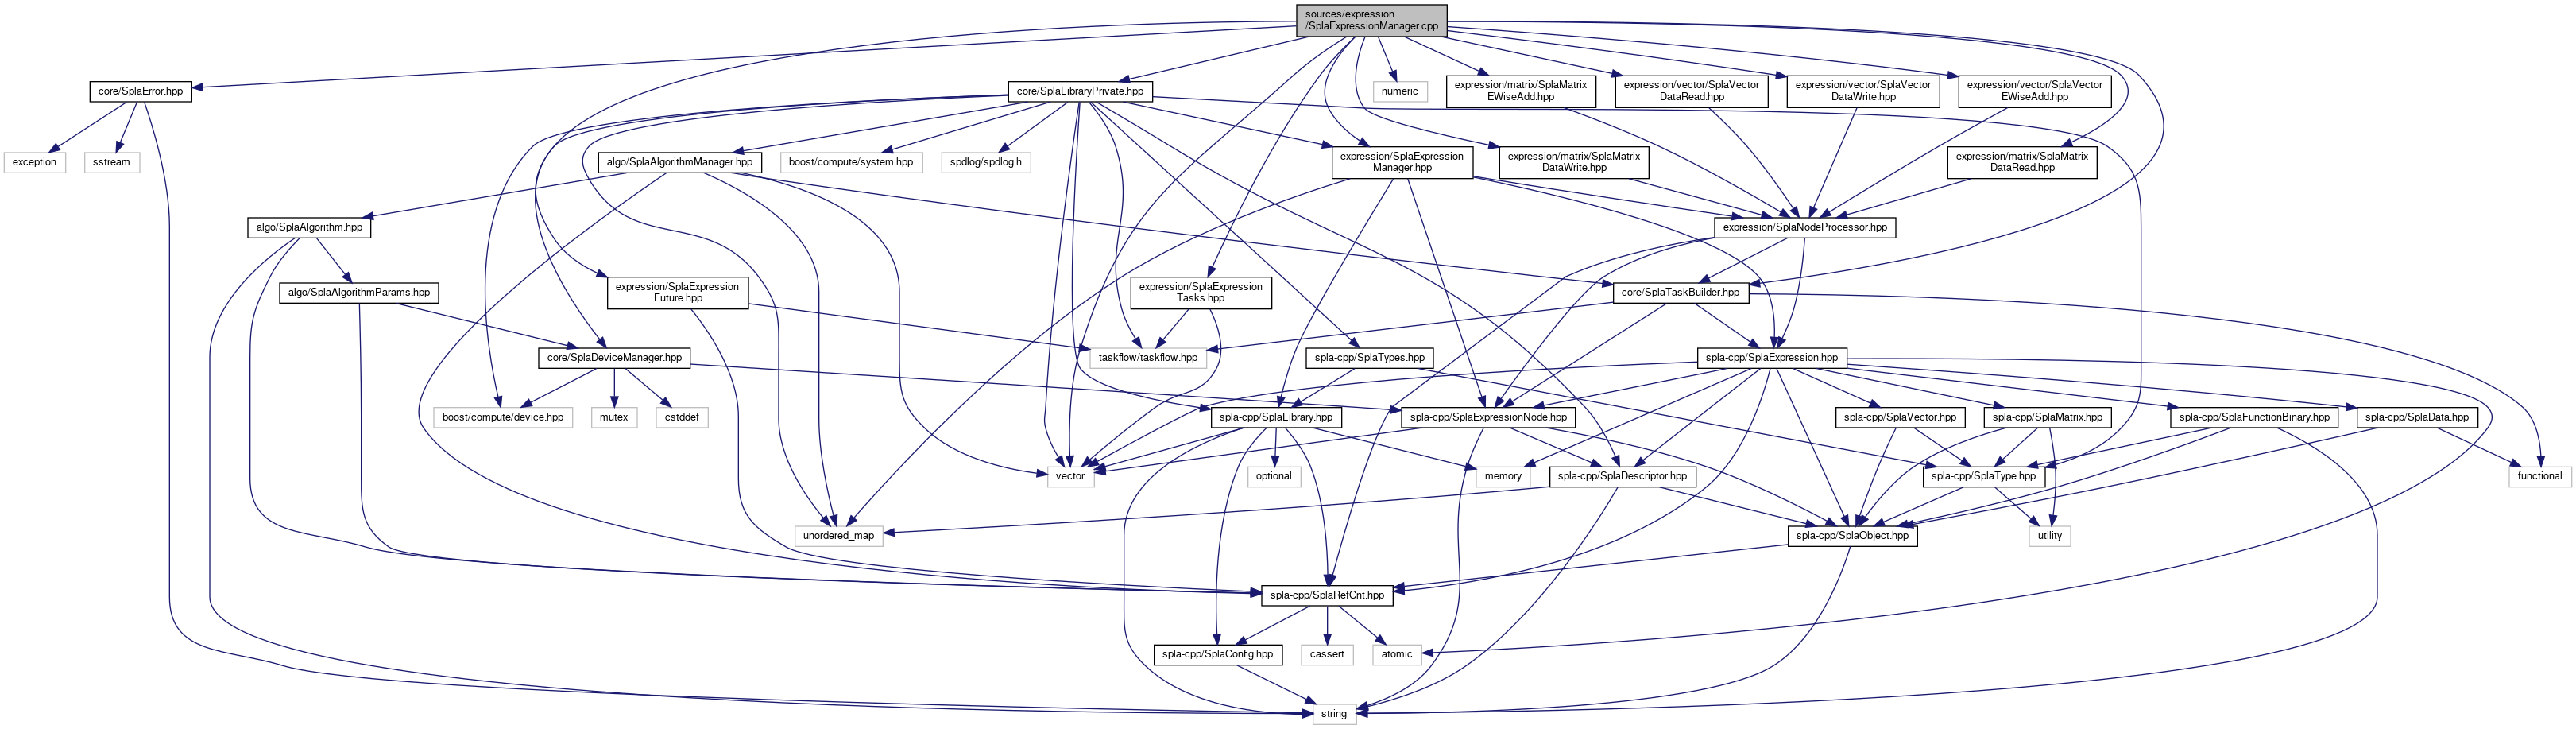 sources/expression
/SplaExpressionManager.cpp
core/SplaError.hpp
core/SplaLibraryPrivate.hpp
numeric
expression/matrix/SplaMatrix
EWiseAdd.hpp
expression/vector/SplaVector
DataRead.hpp
expression/vector/SplaVector
DataWrite.hpp
expression/vector/SplaVector
EWiseAdd.hpp
exception
sstream
algo/SplaAlgorithmManager.hpp
boost/compute/system.hpp
spdlog/spdlog.h
expression/SplaExpression
Manager.hpp
expression/matrix/SplaMatrix
DataWrite.hpp
expression/matrix/SplaMatrix
DataRead.hpp
algo/SplaAlgorithm.hpp
expression/SplaNodeProcessor.hpp
algo/SplaAlgorithmParams.hpp
expression/SplaExpression
Future.hpp
expression/SplaExpression
Tasks.hpp
core/SplaTaskBuilder.hpp
core/SplaDeviceManager.hpp
taskflow/taskflow.hpp
spla-cpp/SplaTypes.hpp
spla-cpp/SplaExpression.hpp
boost/compute/device.hpp
mutex
cstddef
spla-cpp/SplaLibrary.hpp
spla-cpp/SplaExpressionNode.hpp
spla-cpp/SplaVector.hpp
spla-cpp/SplaMatrix.hpp
spla-cpp/SplaFunctionBinary.hpp
spla-cpp/SplaData.hpp
vector
optional
memory
spla-cpp/SplaDescriptor.hpp
spla-cpp/SplaType.hpp
functional
unordered_map
spla-cpp/SplaObject.hpp
utility
spla-cpp/SplaRefCnt.hpp
spla-cpp/SplaConfig.hpp
cassert
atomic
string